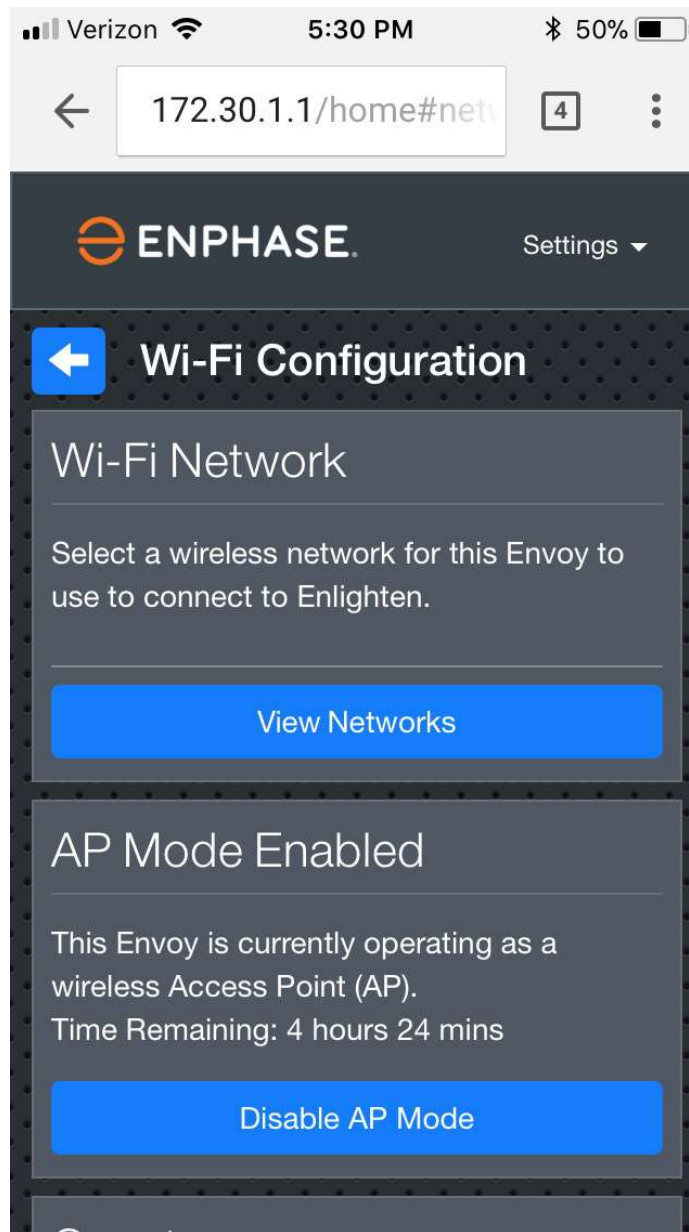 Verizon 5:30 PM 50%
172.30.1.1/home#netw 4
ENPHASE. Settings
Wi-Fi Configuration
Wi-Fi Network
Select a wireless network for this Envoy to
use to connect to Enlighten.
View Networks
AP Mode Enabled
This Envoy is currently operating as a
wireless Access Point (AP).
Time Remaining: 4 hours 24 mins
Disable AP Mode